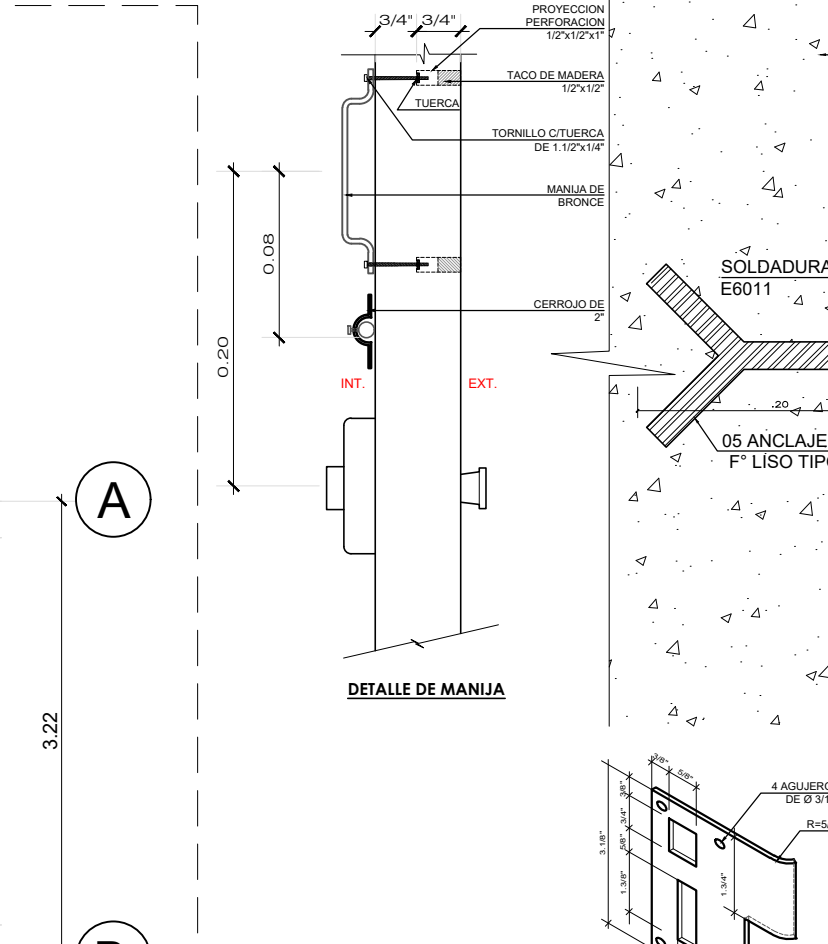 3/4" 3/4"
PROYECCION
PERFORACION
1/2"x1/2"x1"
TACO DE MADERA
1/2"x1/2"
TUERCA
TORNILLO C/TUERCA
DE 1.1/2"x1/4"
MANIJA DE
BRONCE
0.08
0.20
CERROJO DE
2"
INT.
EXT.
SOLDADURA
E6011
.20
05 ANCLAJE
F° LISO TIPO
A
3.22
DETALLE DE MANIJA
3/8"
5/8"
4 AGUJERO
DE Ø 3/1
R=5/
3/8"
3/4"
5/8"
1.3/8"
3.1/8"
1.3/4"